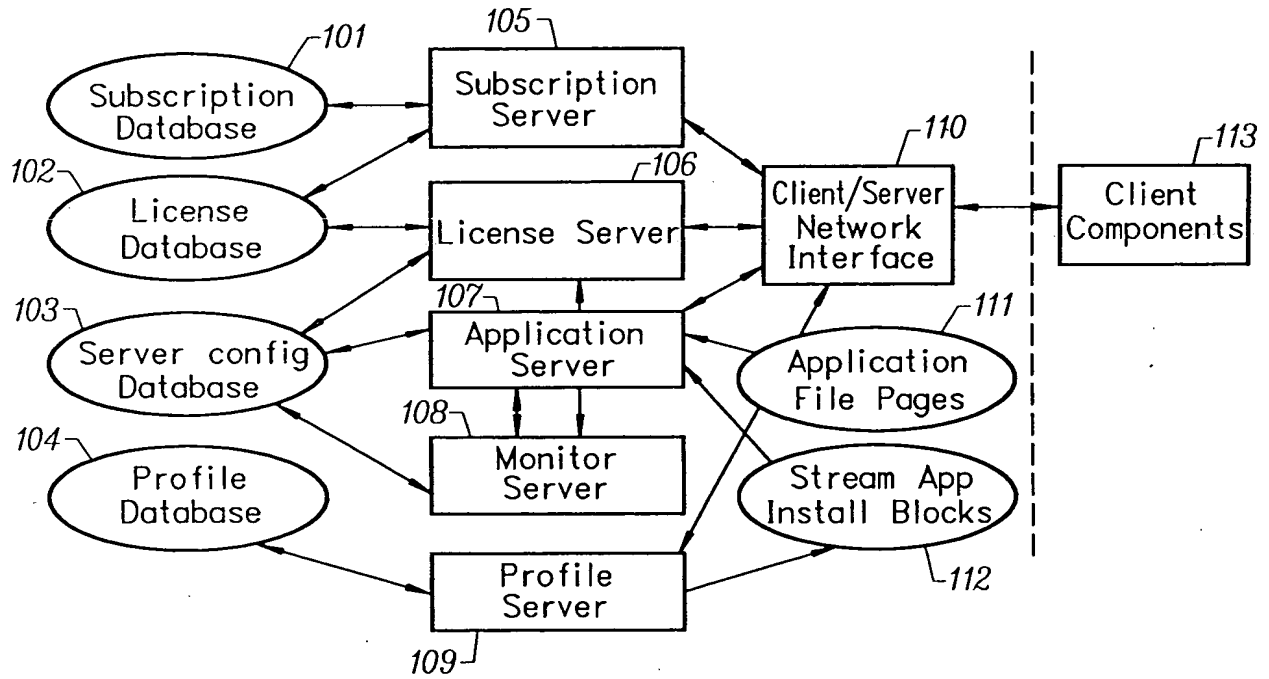 101
Subscription
Database
105
Subscription
Server
102
License
Database
106
License Server
110
Client/Server
Network
Interface
113
Client
Components
103
Server config
Database
107
Application
Server
111
Application
File Pages
104
Profile
Database
108
Monitor
Server
Stream App
Install Blocks
112
Profile
Server
109